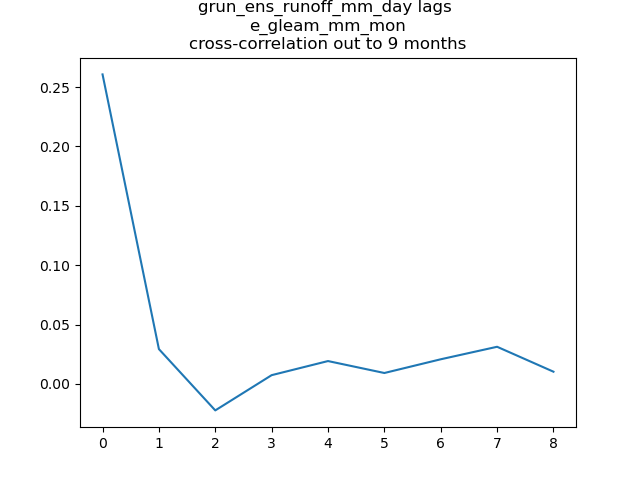 grun_ens_runoff_mm_day lags
e_gleam_mm_mon
cross-correlation out to 9 months
0.25
0.20
0.15
0.10
0.05
0.00
0 1 2 3 4 5 6 7 8